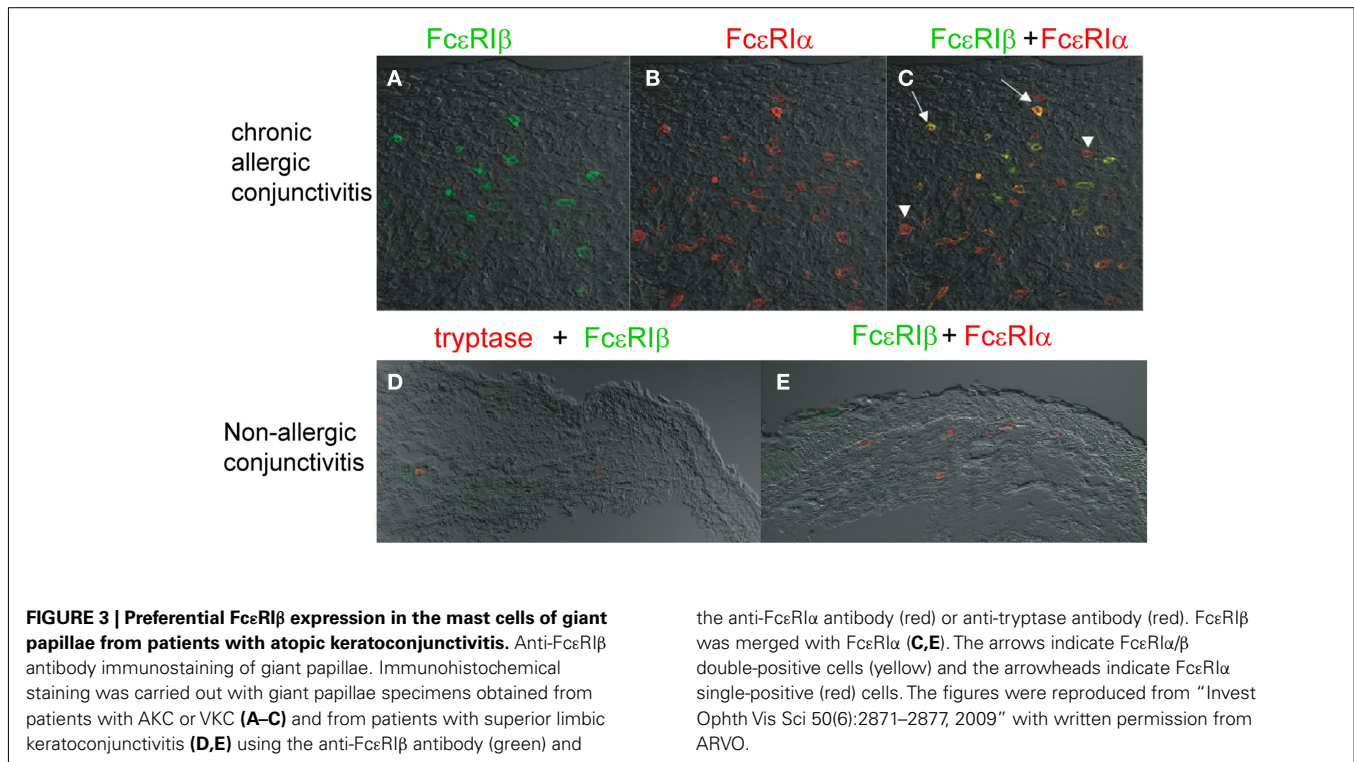 FcεRIβ
FcεRIα
FcεRIβ + FcεRIα
A
B
C
chronic
allergic
conjunctivitis
tryptase + FcεRIβ
FcεRIβ + FcεRIα
D
E
Non-allergic
conjunctivitis
FIGURE 3 | Preferential FcεRIβ expression in the mast cells of giant
papillae from patients with atopic keratoconjunctivitis. Anti-FcεRIβ
antibody immunostaining of giant papillae. Immunohistochemical
staining was carried out with giant papillae specimens obtained from
patients with AKC or VKC (A–C) and from patients with superior limbic
keratoconjunctivitis (D,E) using the anti-FcεRIβ antibody (green) and
the anti-FcεRIα antibody (red) or anti-tryptase antibody (red). FcεRIβ
was merged with FcεRIα (C,E). The arrows indicate FcεRIα/β
double-positive cells (yellow) and the arrowheads indicate FcεRIα
single-positive (red) cells. The figures were reproduced from “Invest
Ophth Vis Sci 50(6):2871–2877, 2009” with written permission from
ARVO.